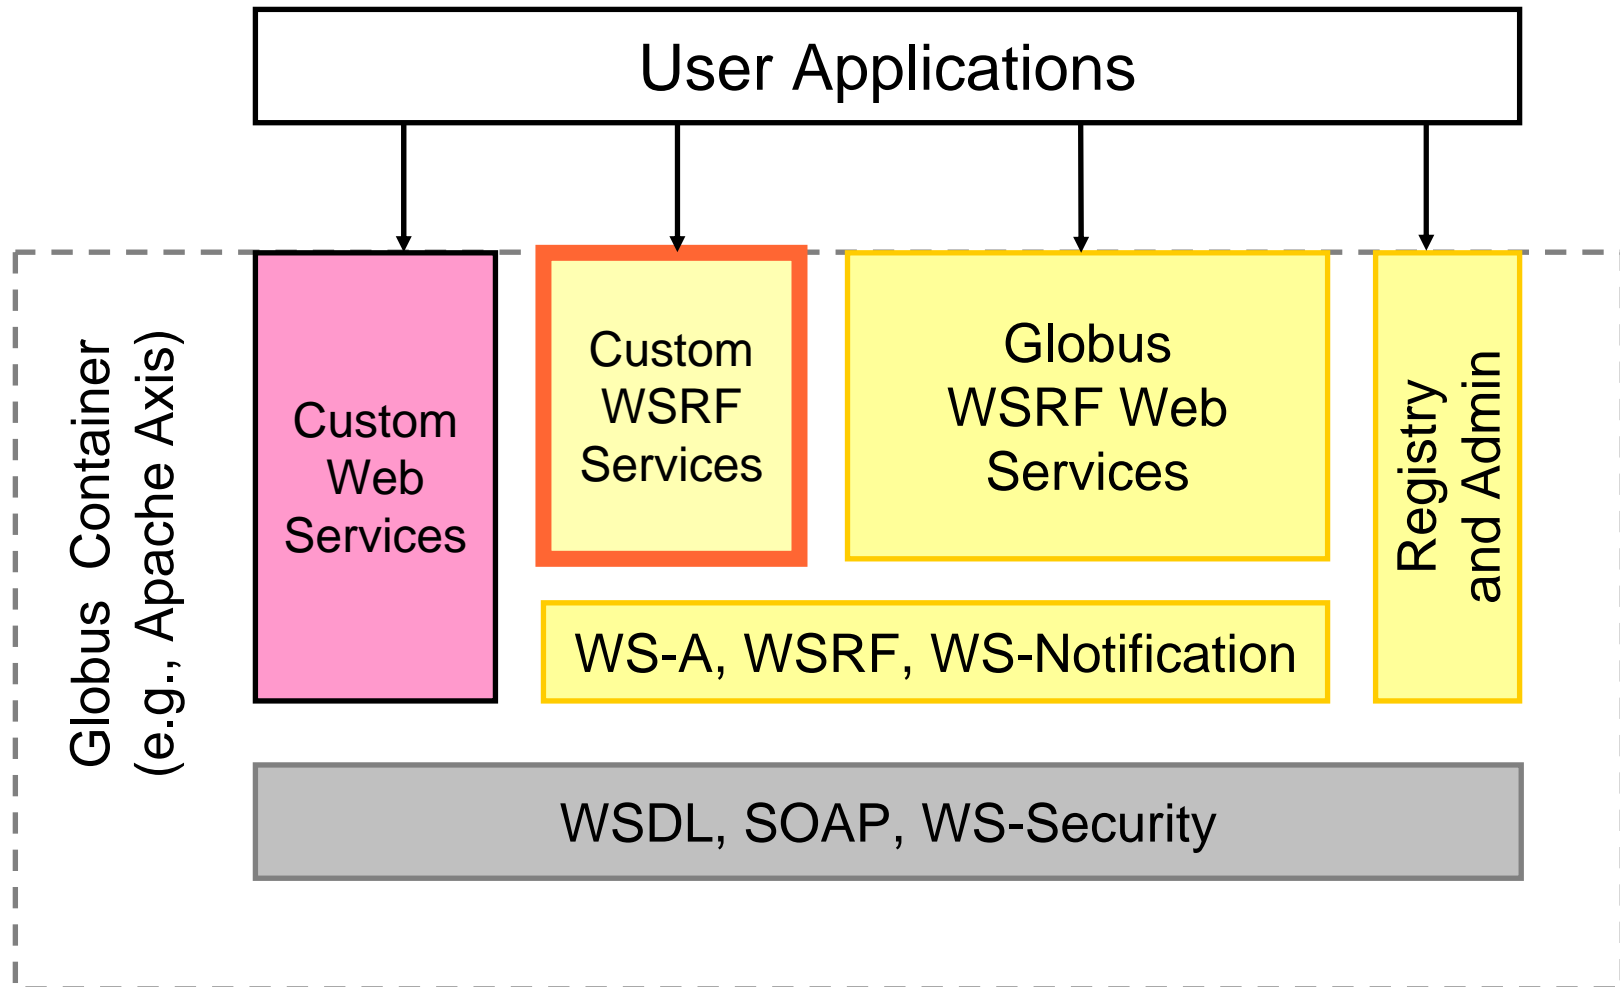 User Applications
Globus Container
(e.g., Apache Axis)
Custom
Web
Services
Custom
WSRF
Services
Globus
WSRF Web
Services
Registry
and Admin
WS-A, WSRF, WS-Notification
WSDL, SOAP, WS-Security